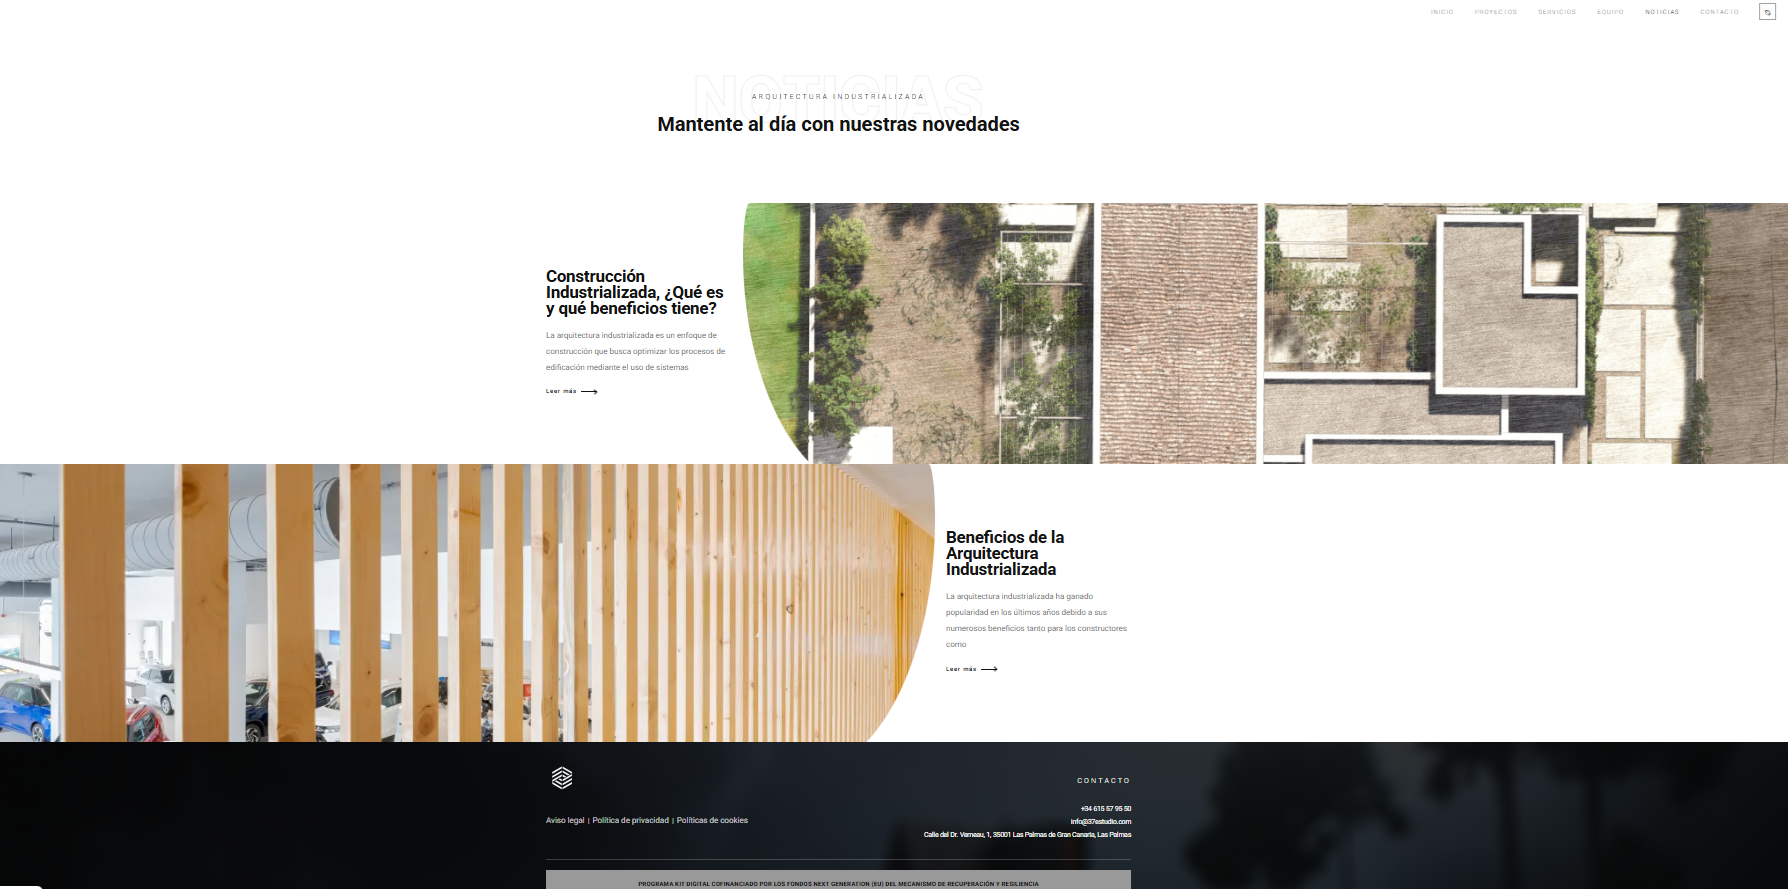 INICIO PROYECTOS SERVICIOS EQUIPO NOTICIAS CONTACTO
NOTICIAS
ARQUITECTURA INDUSTRIALIZADA
Mantente al día con nuestras novedades
Construcción
Industrializada, ¿Qué es
y qué beneficios tiene?
La arquitectura industrializada es un enfoque de
construcción que busca optimizar los procesos de
edificación mediante el uso de sistemas
Leer más
Beneficios de la
Arquitectura
Industrializada
La arquitectura industrializada ha ganado
popularidad en los últimos años debido a sus
numerosos beneficios tanto para los constructores
como
Leer más
CONTACTO
+34 615 57 95 50
info@37estudio.com
Calle del Dr. Verneau, 1, 35001 Las Palmas de Gran Canaria, Las Palmas
Aviso legal | Política de privacidad | Políticas de cookies
PROGRAMA KIT DIGITAL COFINANCIADO POR LOS FONDOS NEXT GENERATION (EU) DEL MECANISMO DE RECUPERACIÓN Y RESILIENCIA